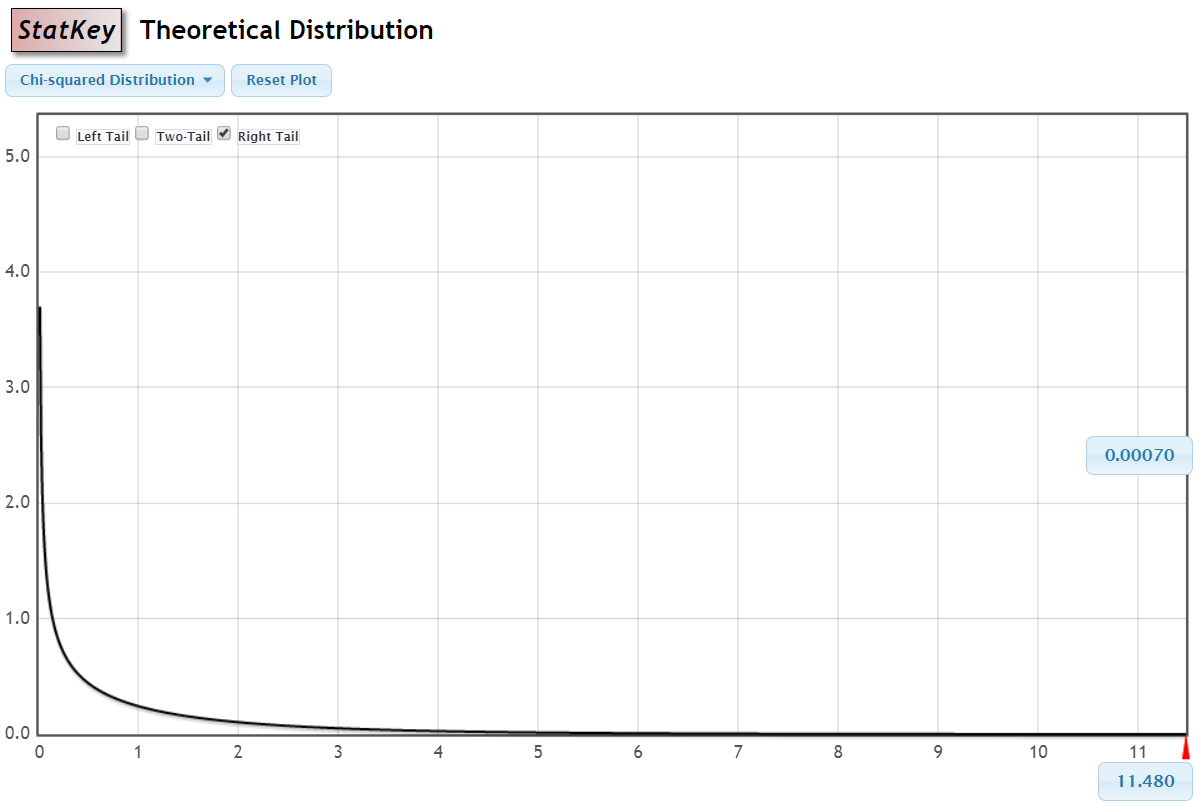 StatKey Theoretical Distribution
Chi-squared Distribution Reset Plot
Left Tail Two-Tail Right Tail
5.0
4.0
3.0
0.00070
2.0
1.0
0.0
0 1 2 3 4 5 6 7 8 9 10 11
11.480